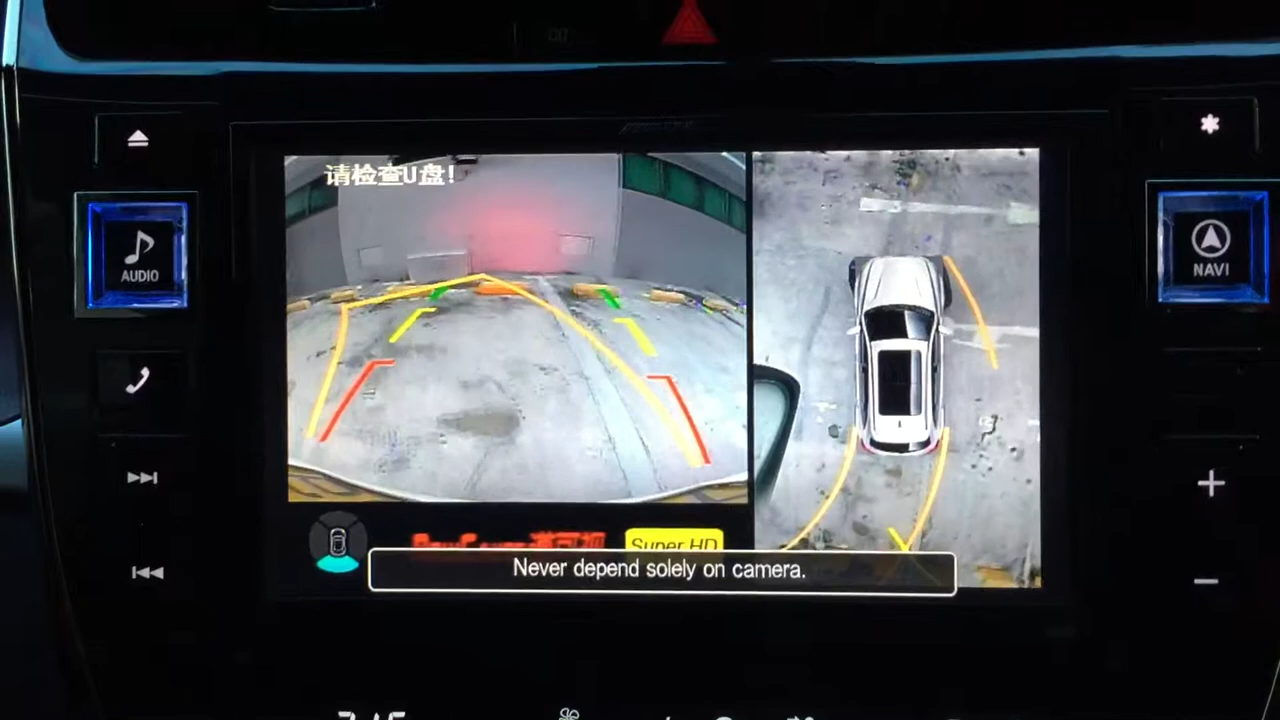 请检查U盘!
AUDIO
NAVI
Super HD
Never depend solely on camera.